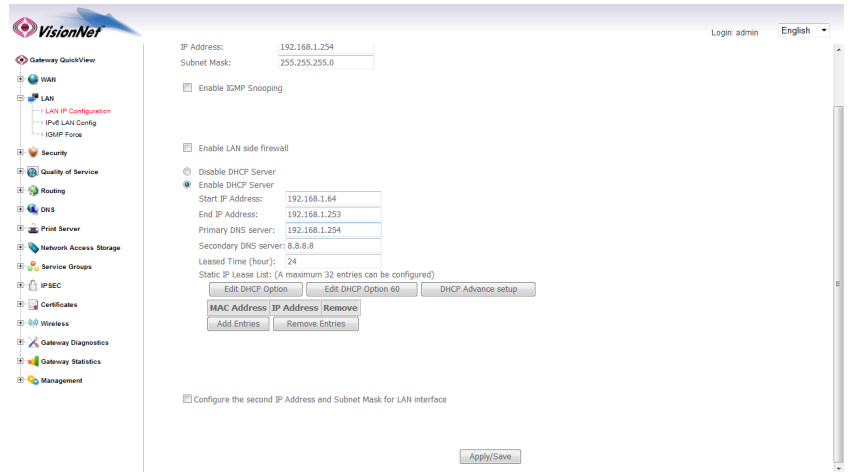 VisionNet
Login: admin
English
Gateway QuickView
WAN
LAN
LAN IP Configuration
IPv6 LAN Config
IGMP Force
Security
Quality of Service
Routing
DNS
Print Server
Network Access Storage
Service Groups
IPSEC
Certificates
Wireless
Gateway Diagnostics
Gateway Statistics
Management
IP Address: 192.168.1.254
Subnet Mask: 255.255.255.0
Enable IGMP Snooping
Enable LAN side firewall
Disable DHCP Server
Enable DHCP Server
Start IP Address: 192.168.1.64
End IP Address: 192.168.1.253
Primary DNS server: 192.168.1.254
Secondary DNS server: 8.8.8.8
Leased Time (hour): 24
Static IP Lease List: (A maximum 32 entries can be configured)
Edit DHCP Option Edit DHCP Option 60 DHCP Advance setup
MAC Address IP Address Remove
Add Entries Remove Entries
Configure the second IP Address and Subnet Mask for LAN interface
Apply/Save